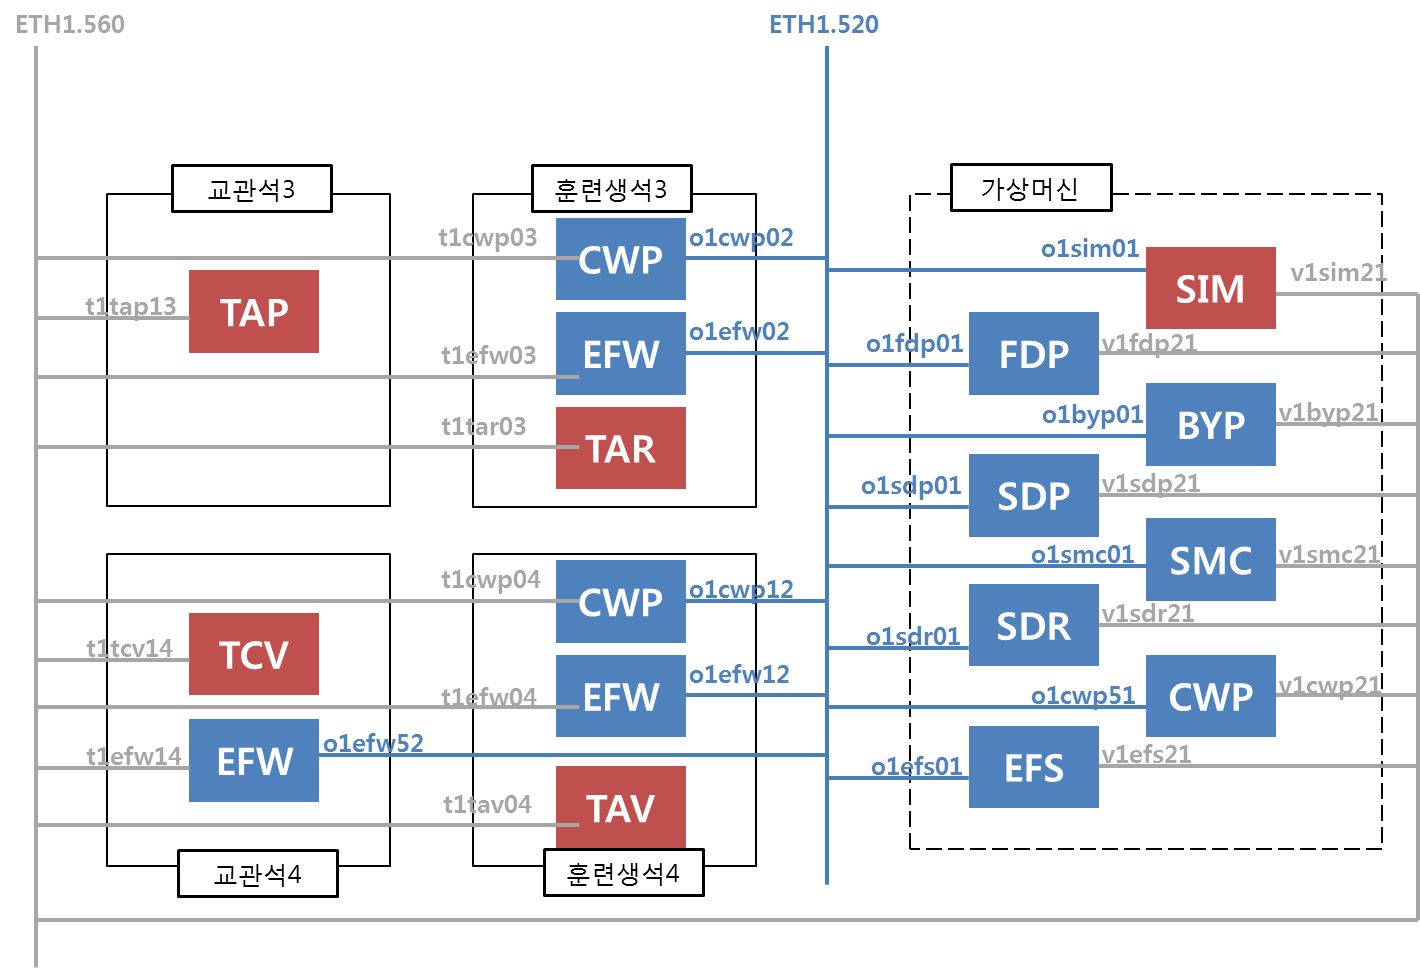 ETH1.560
ETH1.520
교관석3
t1tap13
TAP
훈련생석3
t1cwp03
CWP
o1cwp02
t1efw03
EFW
o1efw02
t1tar03
TAR
t1tcv14
TCV
t1efw14
EFW
o1efw52
교관석4
t1cwp04
CWP
o1cwp12
t1efw04
EFW
o1efw12
t1tav04
TAV
훈련생석4
가상머신
o1sim01
SIM
v1sim21
o1fdp01
FDP
v1fdp21
o1byp01
BYP
v1byp21
o1sdp01
SDP
v1sdp21
o1smc01
SMC
v1smc21
o1sdr01
SDR
v1sdr21
o1cwp51
CWP
v1cwp21
o1efs01
EFS
v1efs21